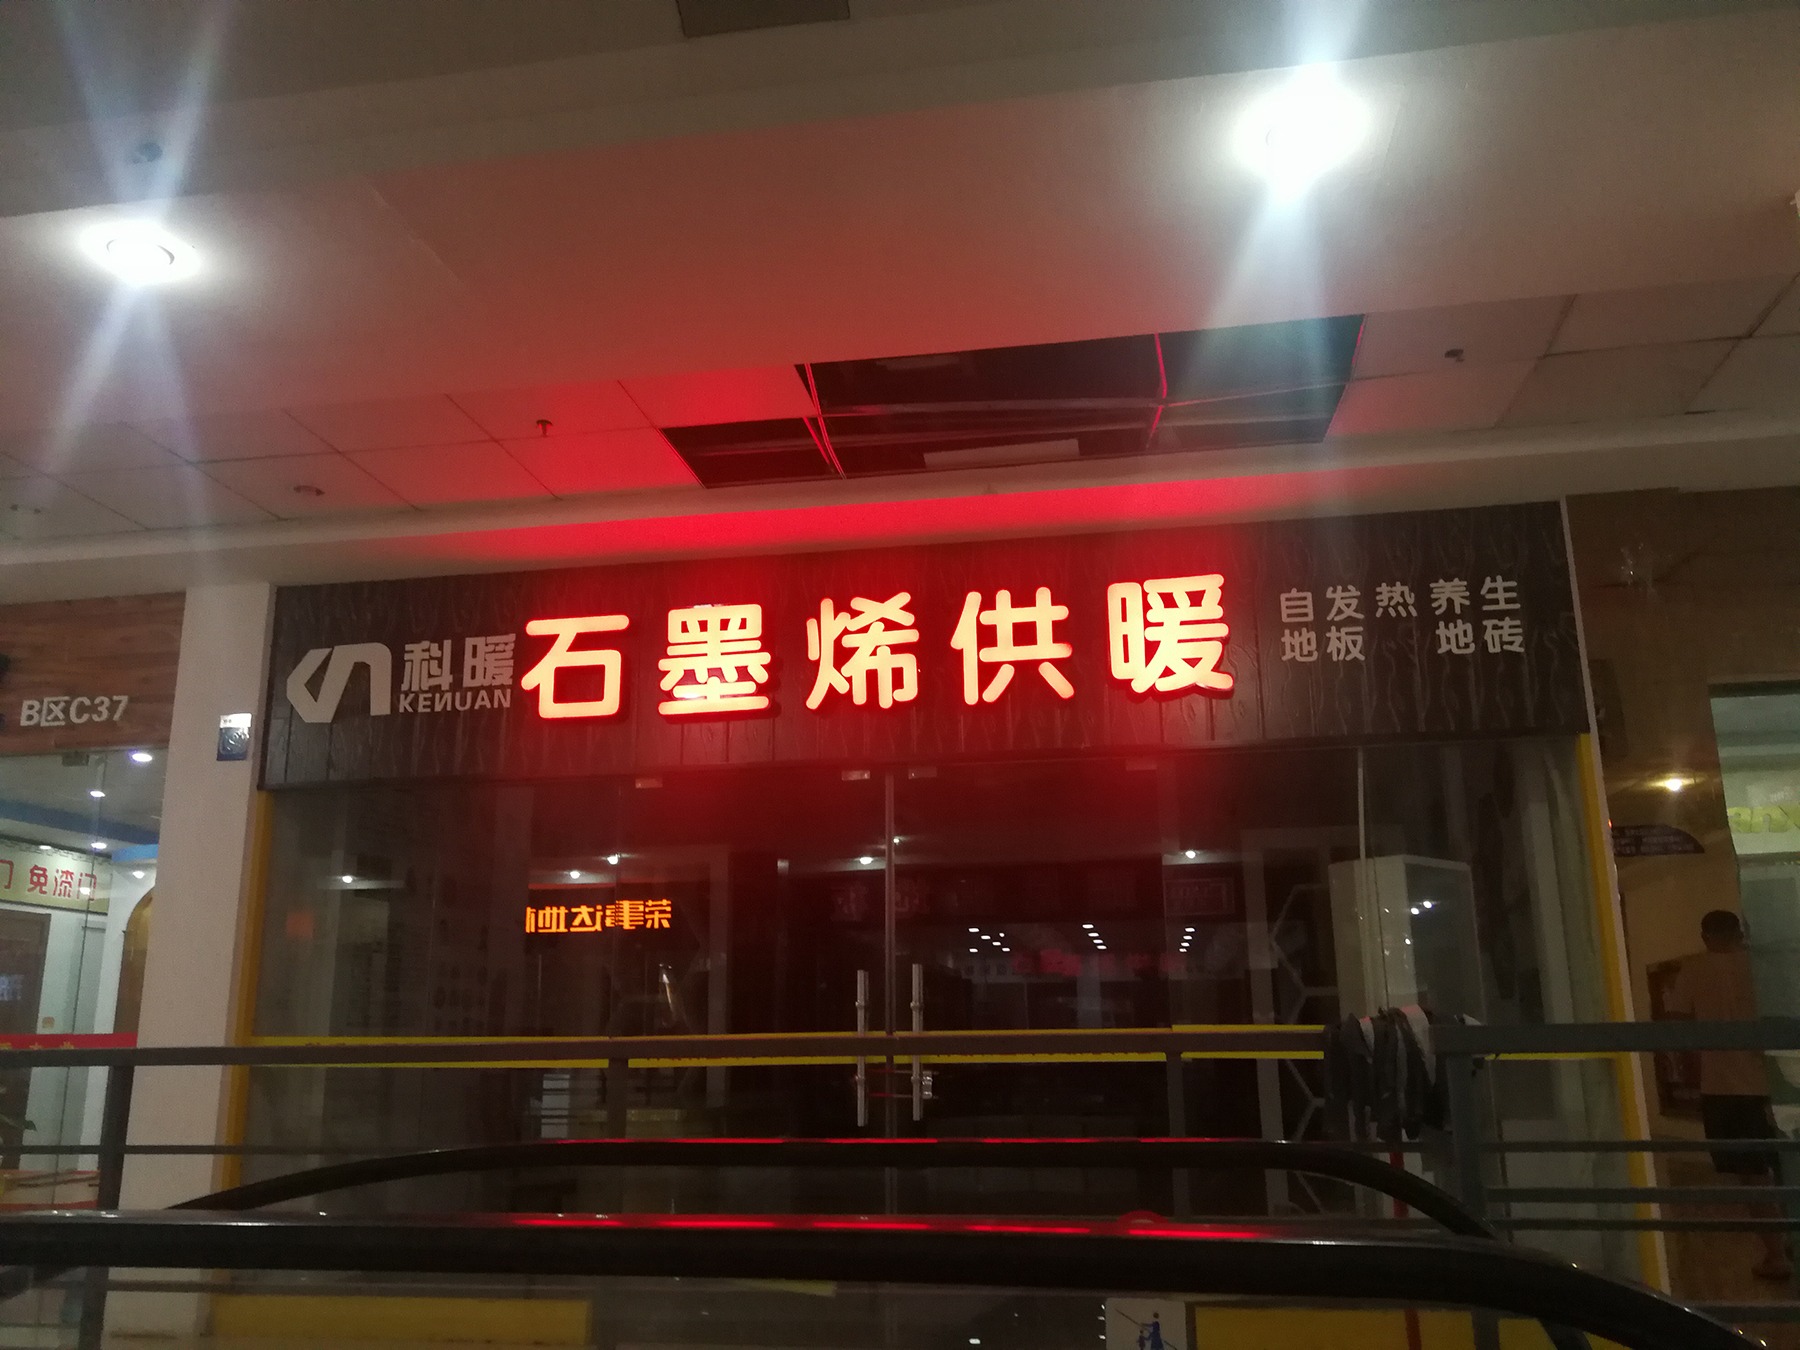 科暖
KENUAN
石墨烯供暖
自发热养生
地板 地砖
B区C37
门 免漆门